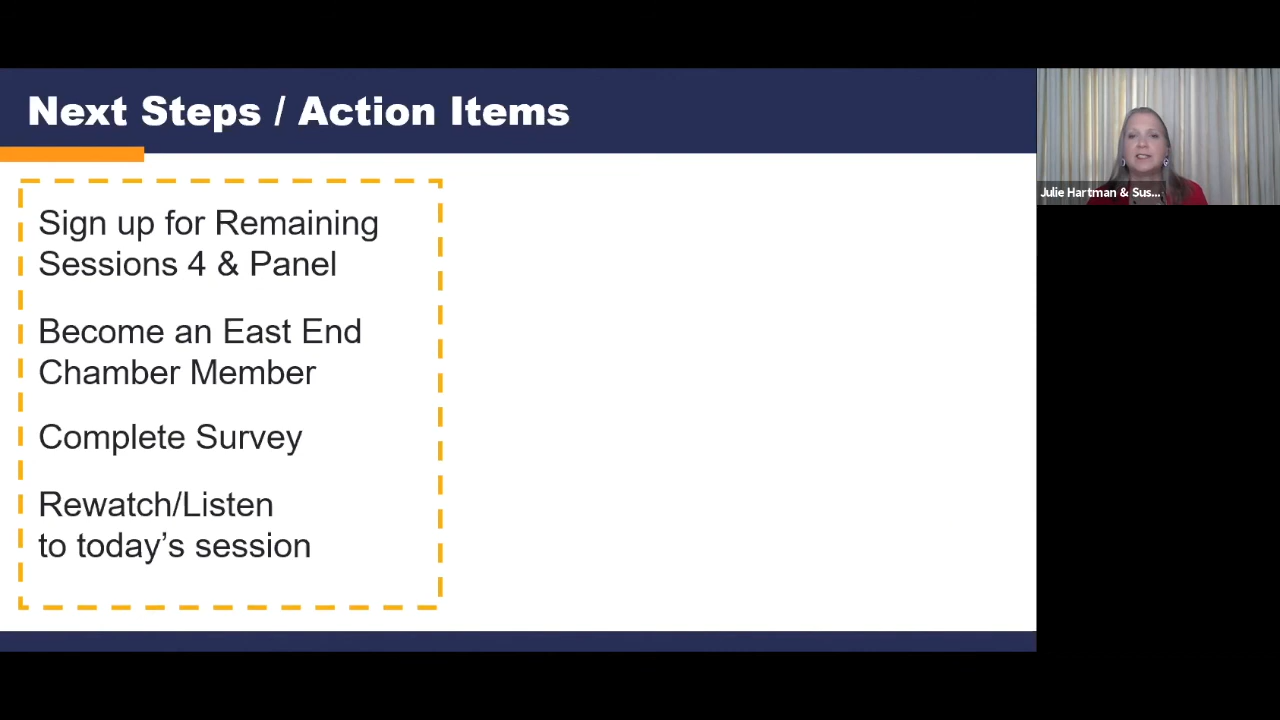 Next Steps / Action Items
Sign up for Remaining
Sessions 4 & Panel
Become an East End
Chamber Member
Complete Survey
Rewatch/Listen
to today’s session
Julie Hartman & Sus...